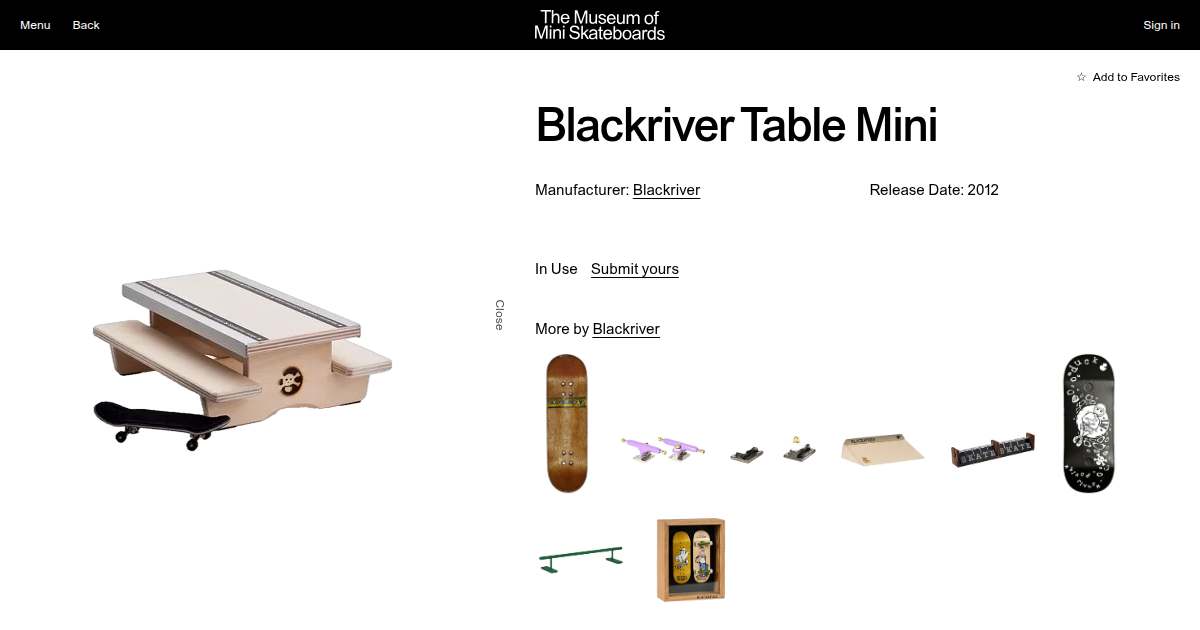 Menu
Back
The Museum of
Mini Skateboards
Sign in
☆ Add to Favorites
Blackriver Table Mini
Manufacturer: Blackriver
Release Date: 2012
In Use
Submit yours
Close
More by Blackriver